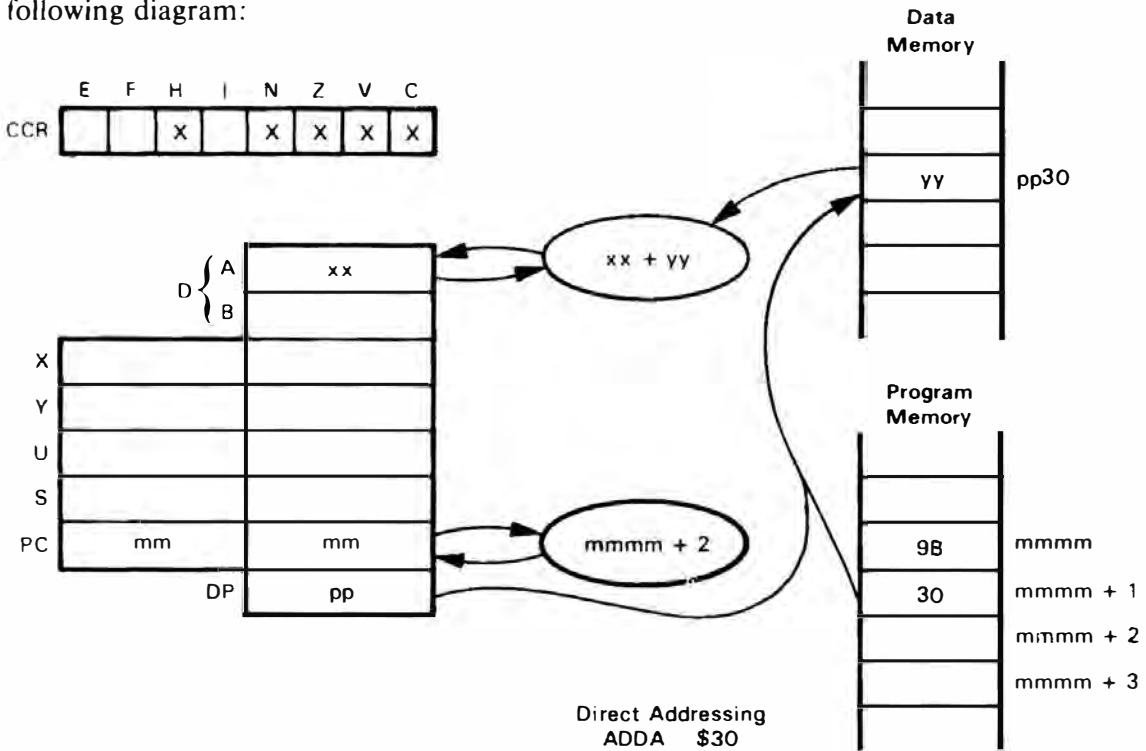 following diagram:
Data
Memory
E F H I N Z V C
CCR X X X X X
yy pp30
xx + yy
A xx
D
B
X
Y
U
S
PC mm mm
DP pp
mmmm + 2
Program
Memory
9B mmmm
30 mmmm + 1
mmmm + 2
mmmm + 3
Direct Addressing
ADDA $30